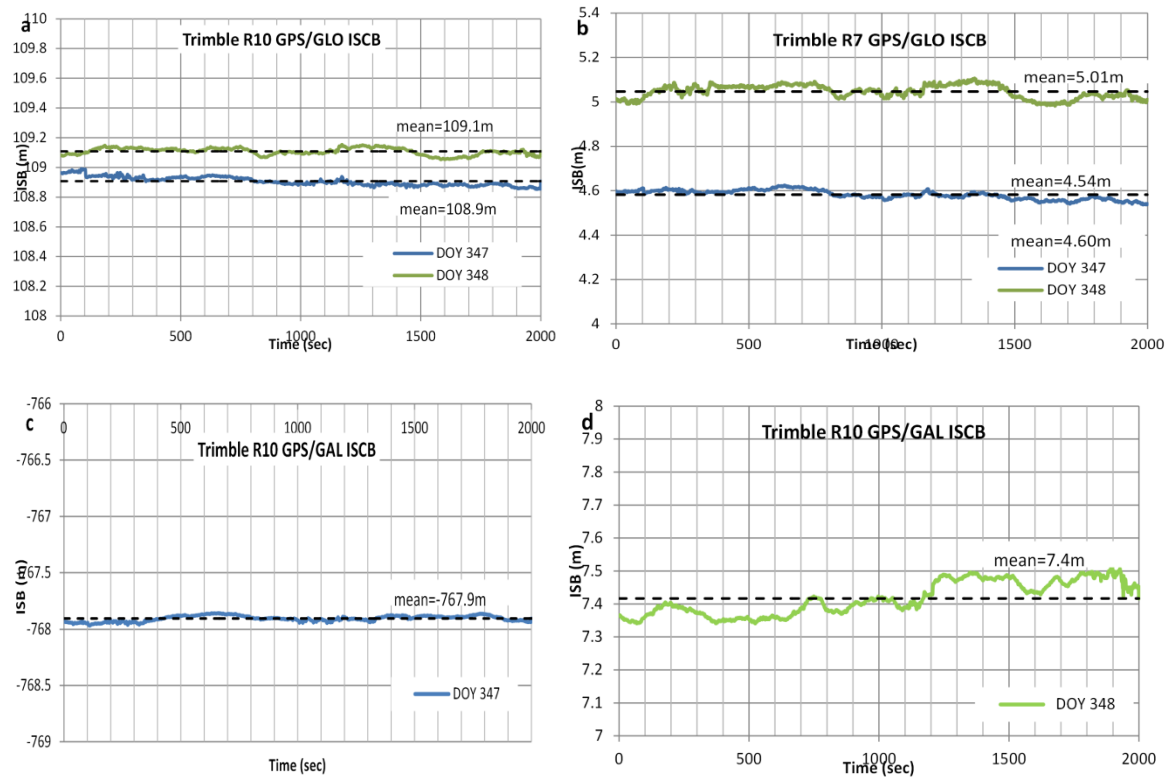 a
Trimble R10 GPS/GLO ISCB
110
109.8
109.6
109.4
109.2
109
108.8
108.6
108.4
108.2
108
ISB (m)
mean=109.1m
mean=108.9m
DOY 347
DOY 348
0 500 1000 1500 2000
Time (sec)
b
Trimble R7 GPS/GLO ISCB
5.4
5.2
5
4.8
4.6
4.4
4.2
4
ISB(m)
mean=5.01m
mean=4.54m
mean=4.60m
DOY 347
DOY 348
0 500 1000 1500 2000
Time (sec)
c
-766
-766.5
-767
-767.5
-768
-768.5
-769
ISB (m)
0 500 1000 1500 2000
Trimble R10 GPS/GAL ISCB
mean=-767.9m
DOY 347
Time (sec)
d
Trimble R10 GPS/GAL ISCB
8
7.9
7.8
7.7
7.6
7.5
7.4
7.3
7.2
7.1
7
ISB (m)
mean=7.4m
DOY 348
0 500 1000 1500 2000
Time (sec)